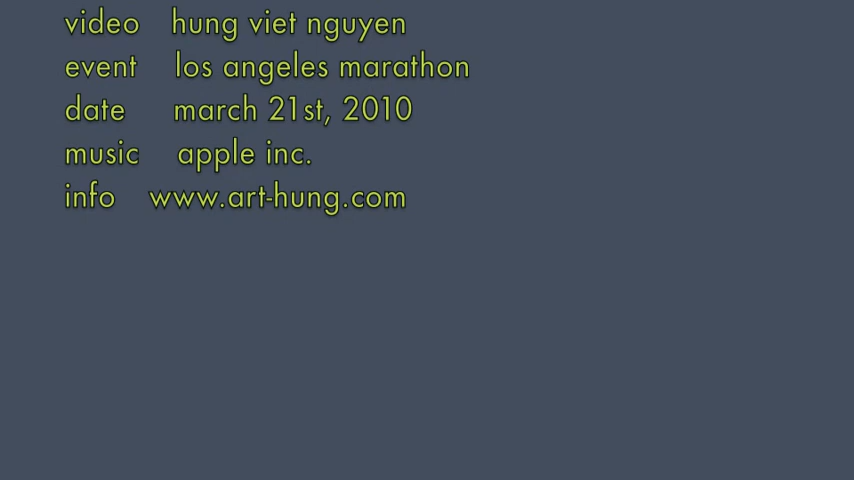 video hung viet nguyen
event los angeles marathon
date march 21st, 2010
music apple inc.
info www.art-hung.com